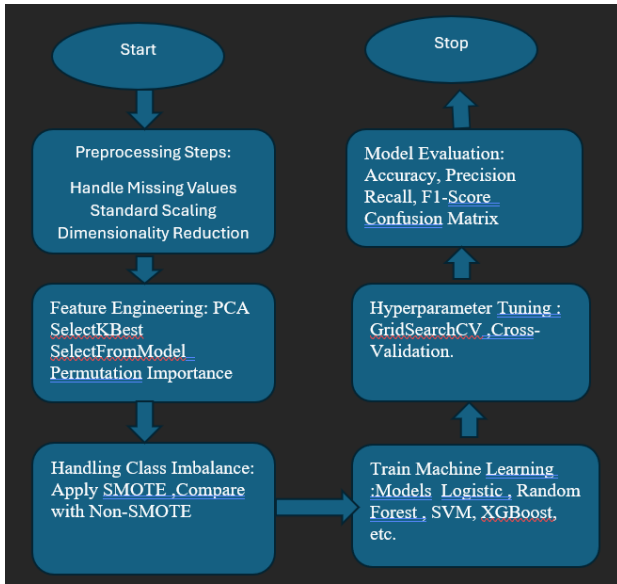 Start
Preprocessing Steps:
Handle Missing Values
Standard Scaling
Dimensionality Reduction
Feature Engineering: PCA
SelectKBest
SelectFromModel
Permutation Importance
Handling Class Imbalance:
Apply SMOTE ,Compare
with Non-SMOTE
Train Machine Learning
:Models Logistic , Random
Forest , SVM, XGBoost,
etc.
Hyperparameter Tuning :
GridSearchCV ,Cross-
Validation.
Model Evaluation:
Accuracy, Precision
Recall, F1-Score
Confusion Matrix
Stop